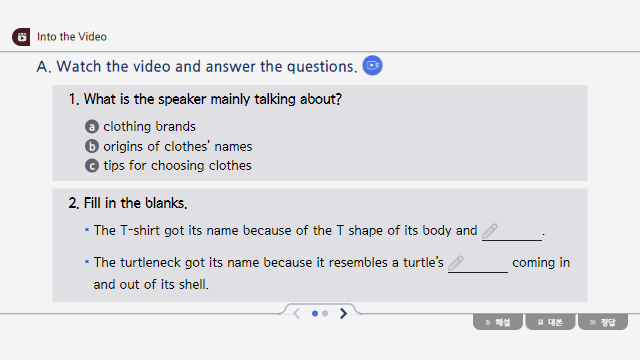 Into the Video
A. Watch the video and answer the questions.
1. What is the speaker mainly talking about?
a clothing brands
b origins of clothes' names
c tips for choosing clothes
2. Fill in the blanks.
• The T-shirt got its name because of the T shape of its body and ________.
• The turtleneck got its name because it resembles a turtle's ________ coming in
and out of its shell.
해설 대본 정답